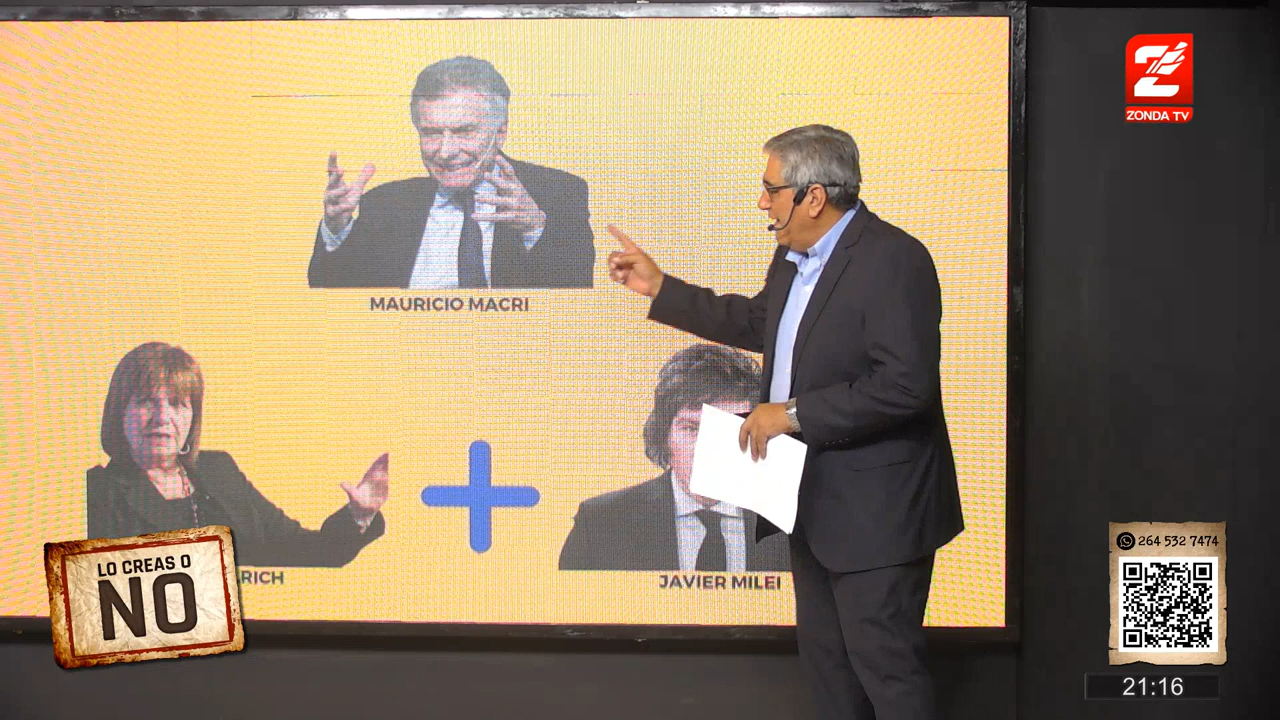 ZONDA TV
MAURICIO MACRI
RICH
JAVIER MILEI
LO CREAS O
NO
264 532 7474
21:16